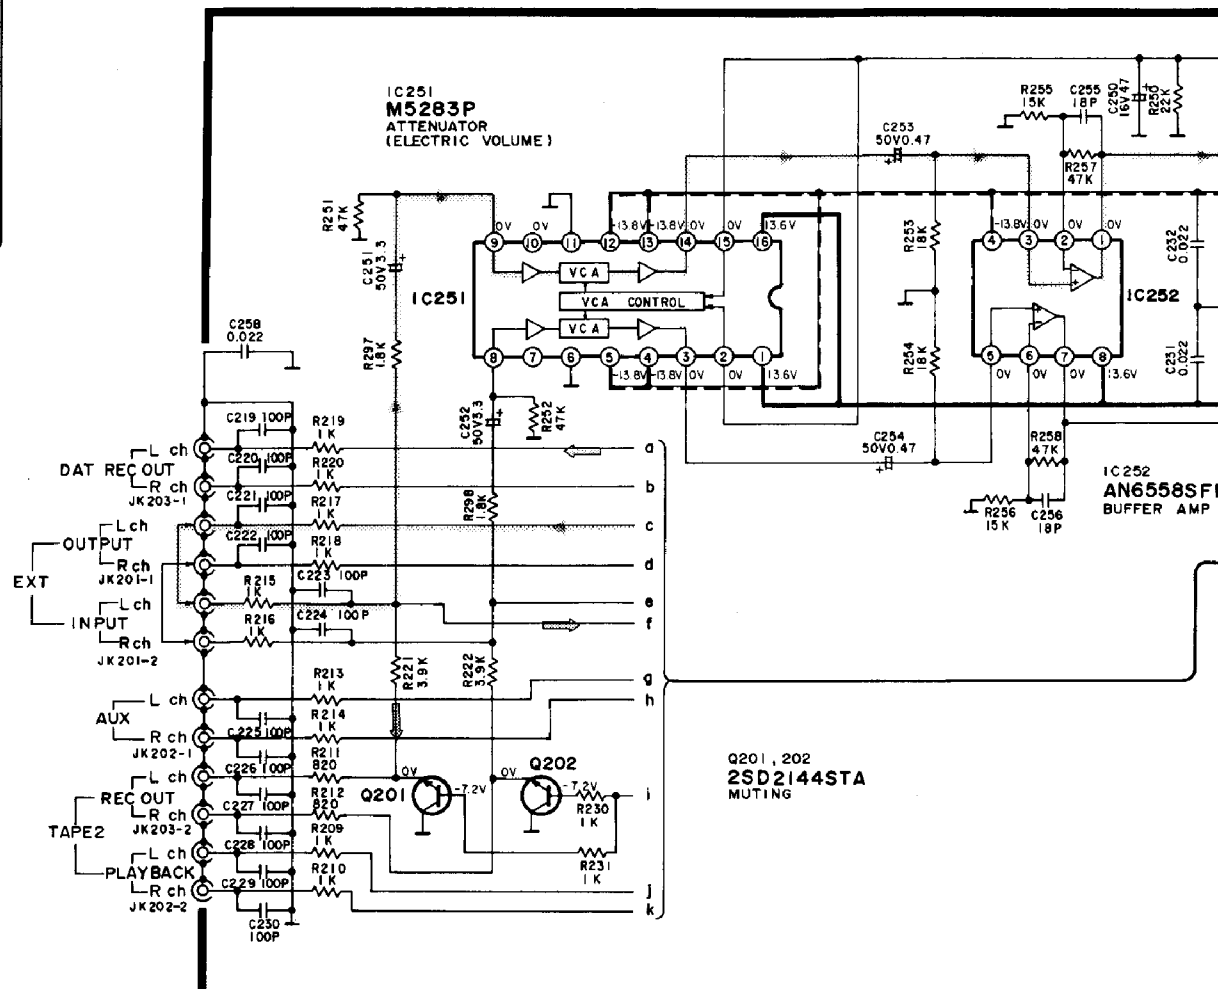 IC251
M5283P
ATTENUATOR
(ELECTRIC VOLUME)
R255
15K
C255
18P
C250
16V47
R250
22K
C253
50V0.47
R257
47K
R251
47K
C251
50V3.3
0V
0V
-13.8V
-13.8V
0V
0V
13.6V
9
10
11
12
13
14
15
16
VCA
VCA CONTROL
VCA
IC251
8
7
6
5
4
3
2
1
-13.8V
-13.8V
0V
0V
13.6V
R253
18K
R254
18K
-13.8V
0V
0V
0V
4
3
2
1
IC252
5
6
7
8
0V
0V
0V
13.6V
C232
0.022
C231
0.022
C258
0.022
R297
1.8K
C252
50V3.3
R252
47K
C254
50V0.47
R258
47K
R256
15K
C256
18P
IC252
AN6558SF
BUFFER AMP
C219 100P
R219
1K
L ch
DAT REC OUT
R ch
JK203-1
C220 100P
R220
1K
C221 100P
R217
1K
C222 100P
R218
1K
R298
1.8K
a
b
c
d
e
f
g
h
i
j
k
EXT
OUTPUT
L ch
R ch
JK201-1
INPUT
L ch
R ch
JK201-2
R215
1K
C223 100P
R216
1K
C224 100P
R221
3.9K
R222
3.9K
AUX
L ch
R ch
JK202-1
R213
1K
R214
1K
C225 100P
R211
820
C226 100P
R212
820
C227 100P
R209
1K
C228 100P
R210
1K
C229 100P
C230
100P
TAPE2
REC OUT
L ch
R ch
JK203-2
PLAYBACK
L ch
R ch
JK202-2
Q201
0V
-7.2V
Q202
0V
-7.2V
R230
1K
R231
1K
Q201, 202
2SD2144STA
MUTING